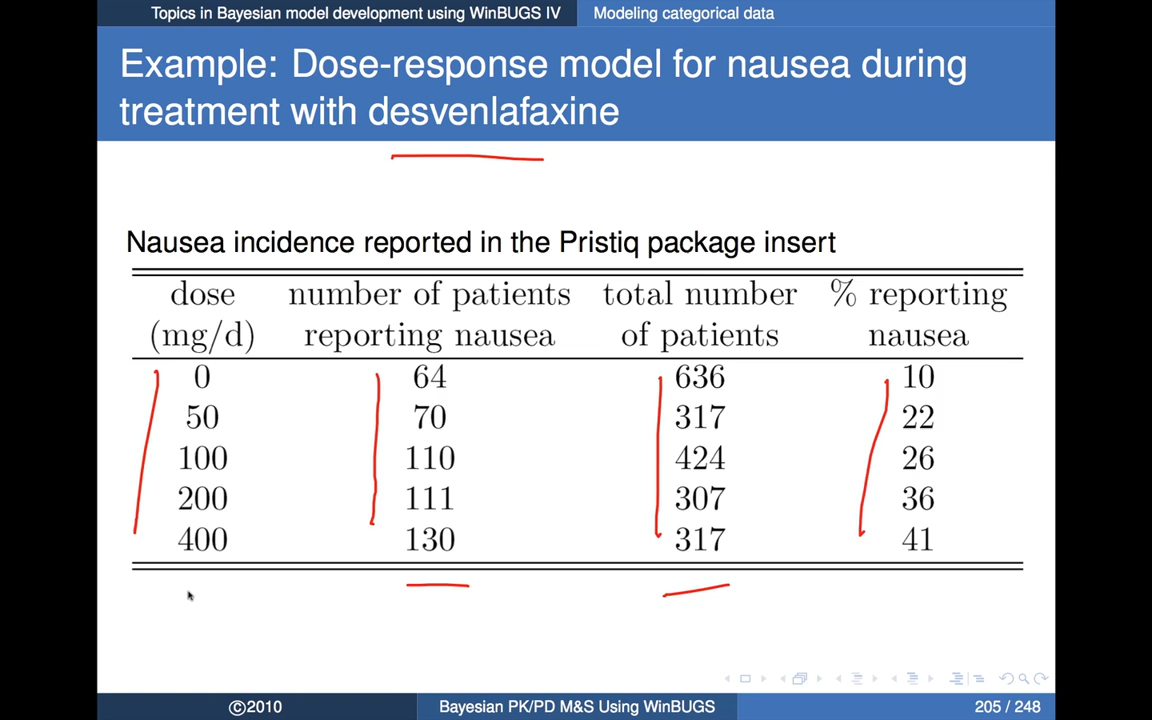 Topics in Bayesian model development using WinBUGS IV Modeling categorical data
Example: Dose-response model for nausea during
treatment with desvenlafaxine
Nausea incidence reported in the Pristiq package insert
dose number of patients total number % reporting
(mg/d) reporting nausea of patients nausea
0 64 636 10
50 70 317 22
100 110 424 26
200 111 307 36
400 130 317 41
©2010 Bayesian PK/PD M&S Using WinBUGS 205 / 248